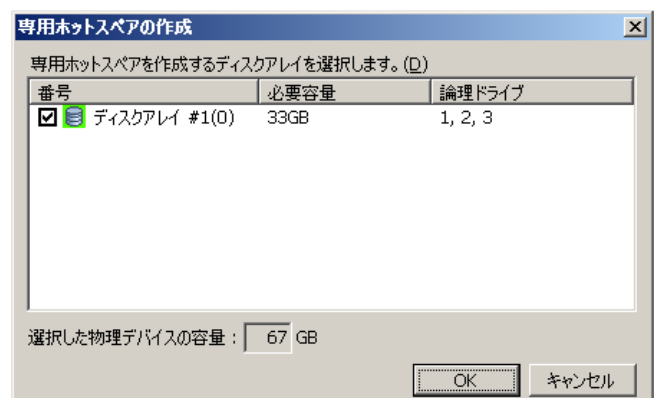 専用ホットスペアの作成
専用ホットスペアを作成するディスクアレイを選択します。(D)
番号 必要容量 論理ドライブ
ディスクアレイ #1(0) 33GB 1, 2, 3
選択した物理デバイスの容量： 67 GB
OK キャンセル